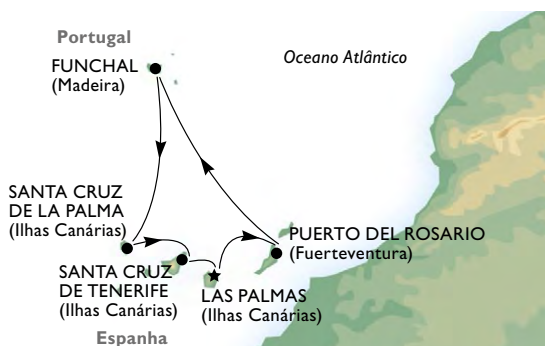 Portugal
FUNCHAL
(Madeira)
Oceano Atlântico
SANTA CRUZ
DE LA PALMA
(Ilhas Canárias)
SANTA CRUZ
DE TENERIFE
(Ilhas Canárias)
LAS PALMAS
(Ilhas Canárias)
PUERTO DEL ROSARIO
(Fuerteventura)
Espanha